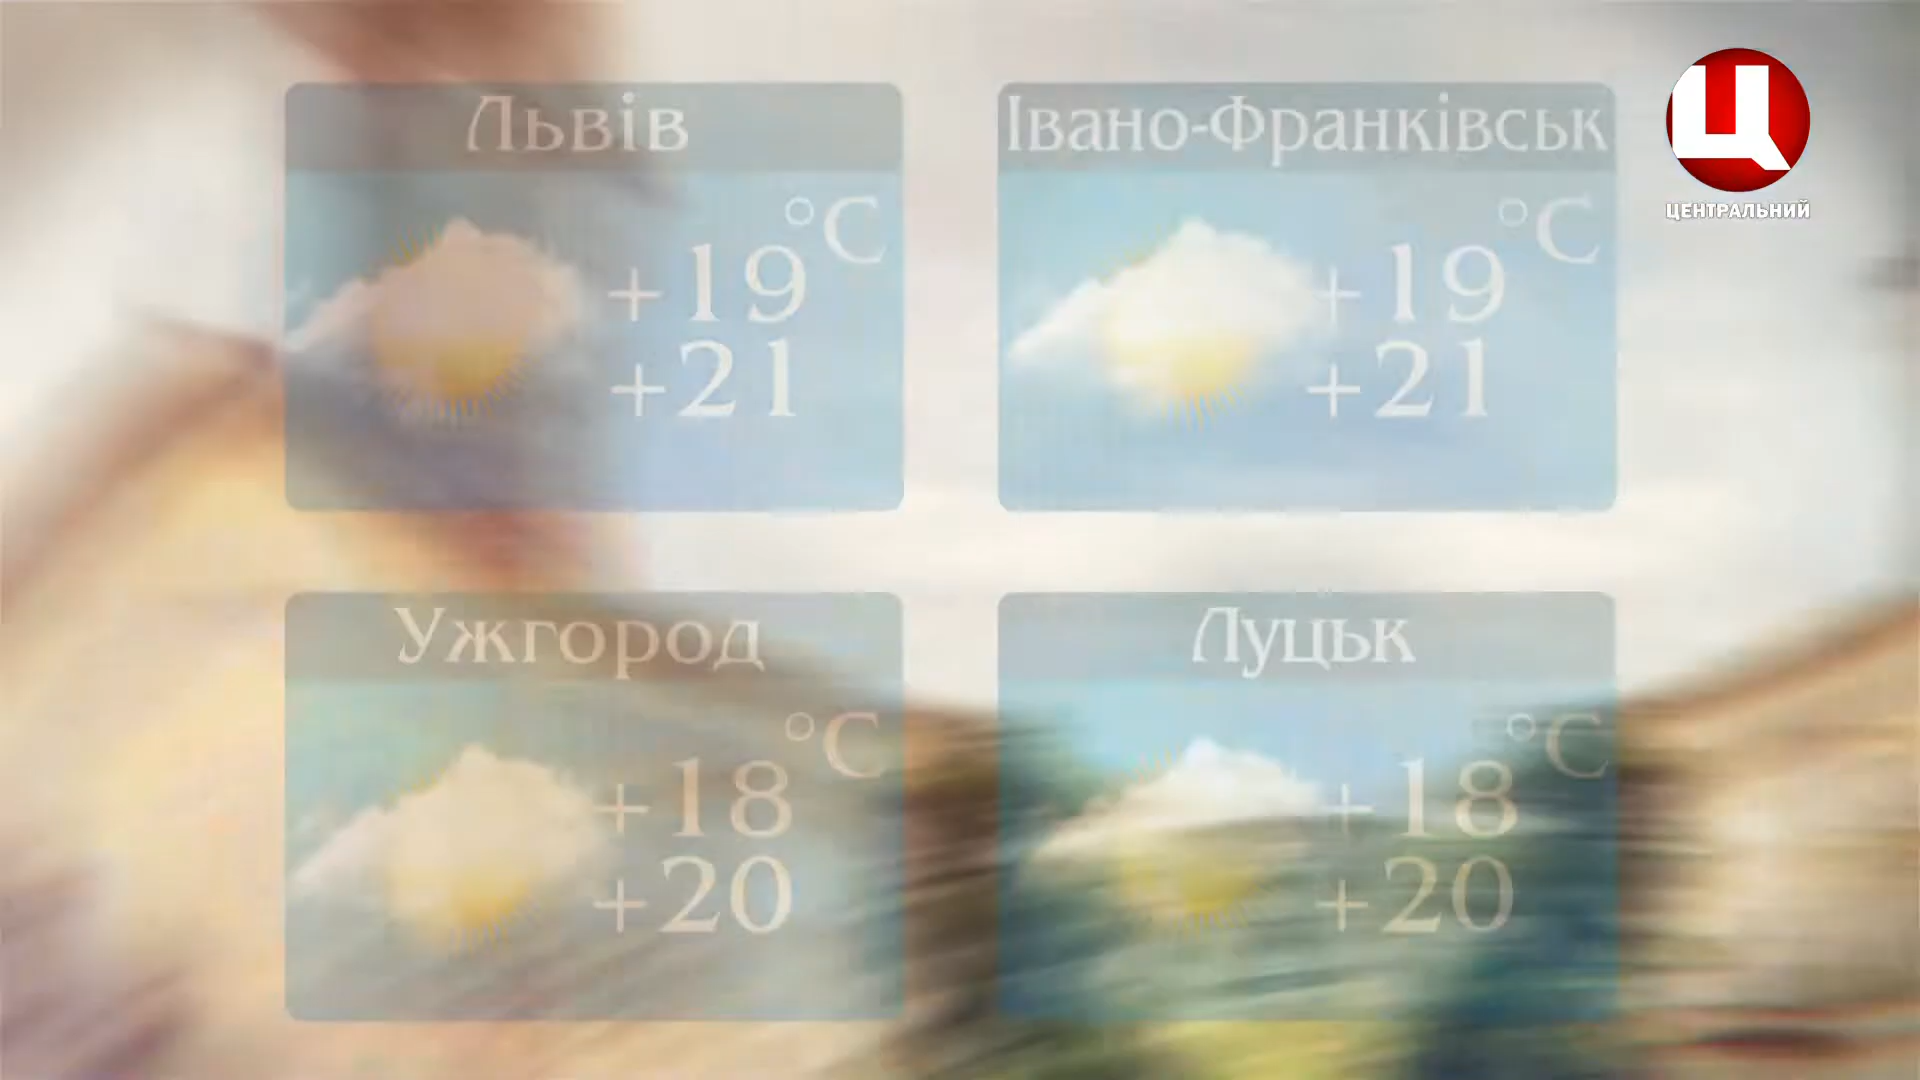 Львів
°C
+19
+21
Івано-Франківськ
°C
+19
+21
Ц
ЦЕНТРАЛЬНИЙ
Ужгород
°C
+18
+20
Луцьк
°C
+18
+20